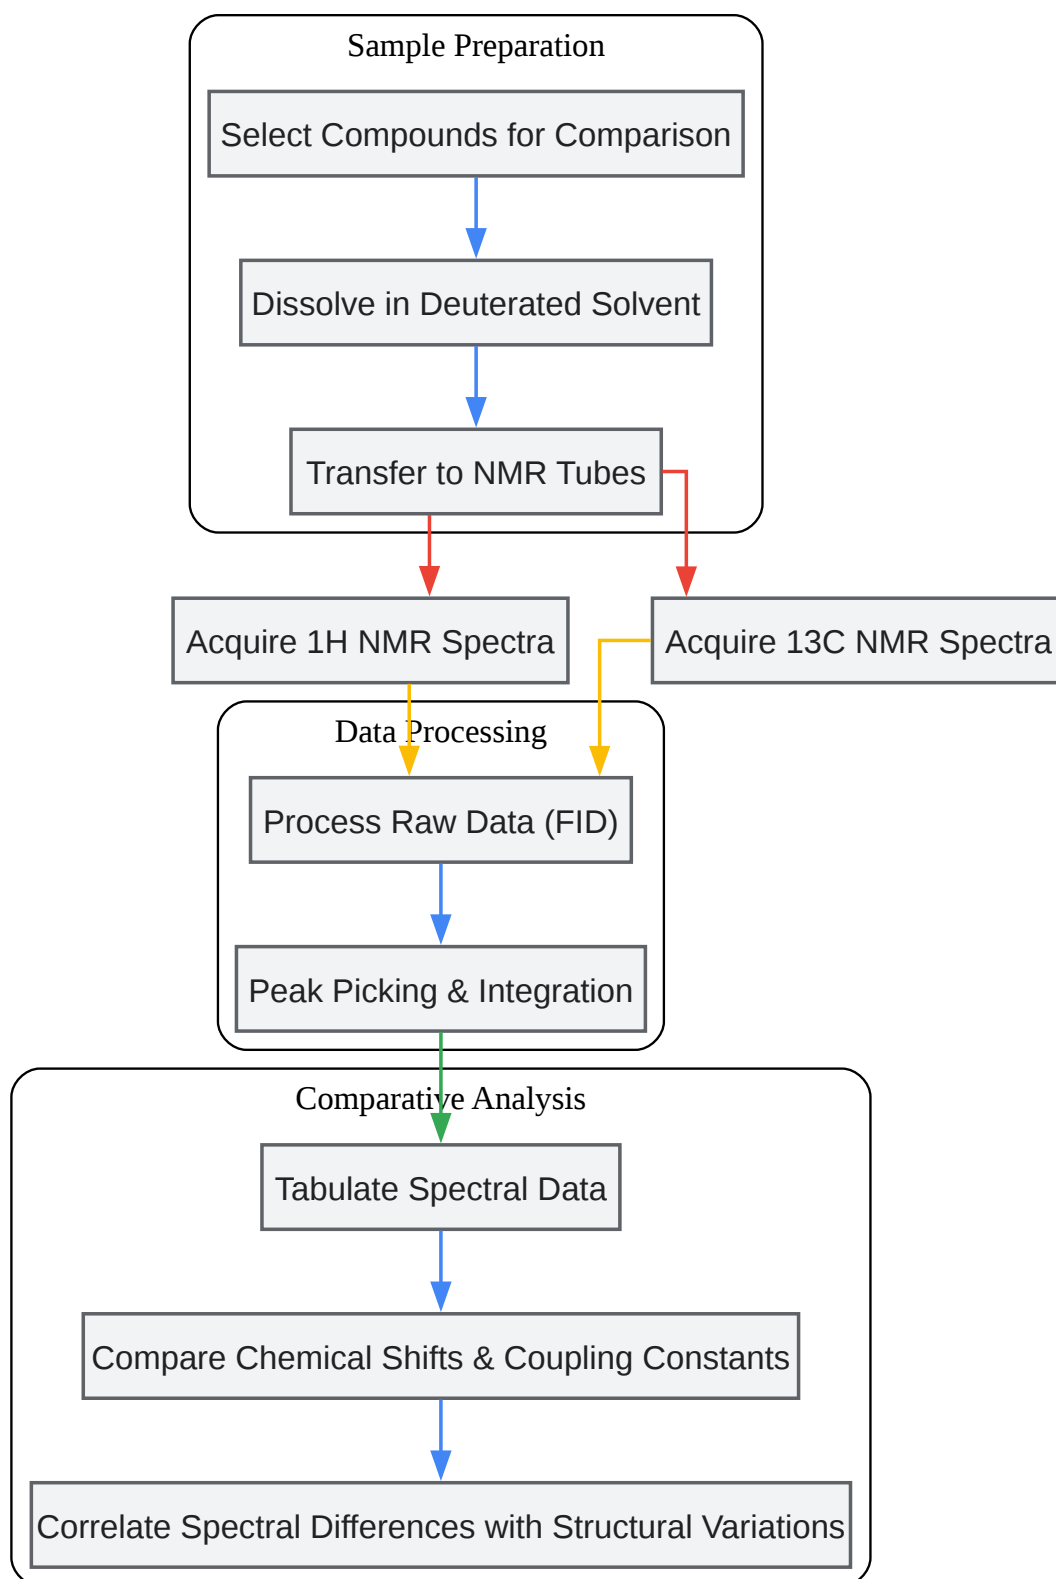 Sample Preparation
Select Compounds for Comparison
Dissolve in Deuterated Solvent
Transfer to NMR Tubes
Acquire 1H NMR Spectra
Acquire 13C NMR Spectra
Data Processing
Process Raw Data (FID)
Peak Picking & Integration
Comparative Analysis
Tabulate Spectral Data
Compare Chemical Shifts & Coupling Constants
Correlate Spectral Differences with Structural Variations